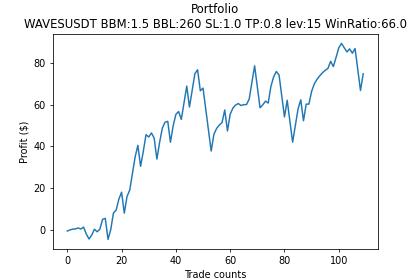 Portfolio
WAVESUSDT BBM:1.5 BBL:260 SL:1.0 TP:0.8 lev:15 WinRatio:66.0
80
60
40
20
0
Profit ($)
0 20 40 60 80 100
Trade counts